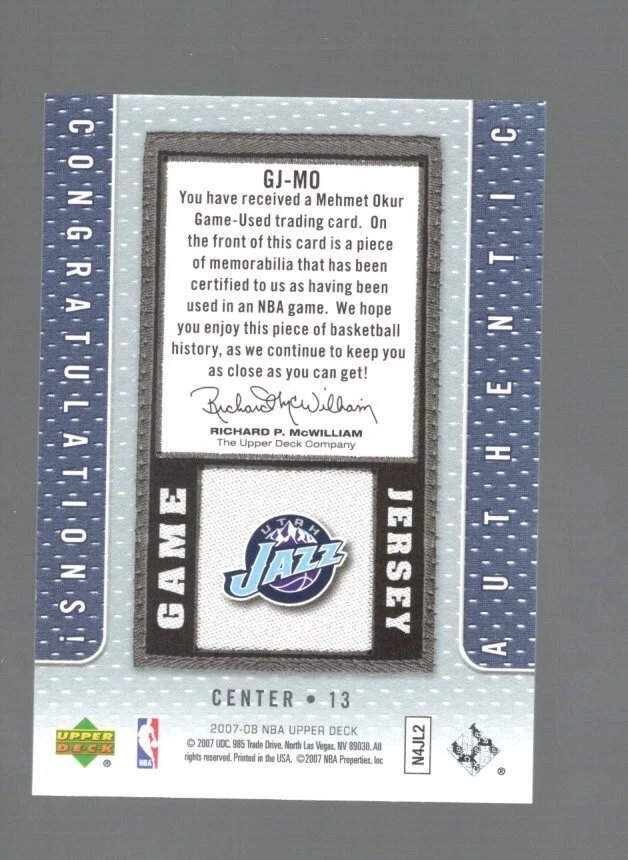 CONGRATULATIONS!
GJ-MO
You have received a Mehmet Okur
Game-Used trading card. On
the front of this card is a piece
of memorabilia that has been
certified to us as having been
used in an NBA game. We hope
you enjoy this piece of basketball
history, as we continue to keep you
as close as you can get!
Richard McWilliam
RICHARD P. McWILLIAM
The Upper Deck Company
GAME
UTAH
JAZZ
JERSEY
AUTHENTIC
CENTER • 13
2007-08 NBA UPPER DECK
© 2007 UDC. 985 Trade Drive, North Las Vegas, NV 89030. All
rights reserved. Printed in the USA. ©2007 NBA Properties, Inc
UPPER
DECK
®
NBA
N4JL2
®